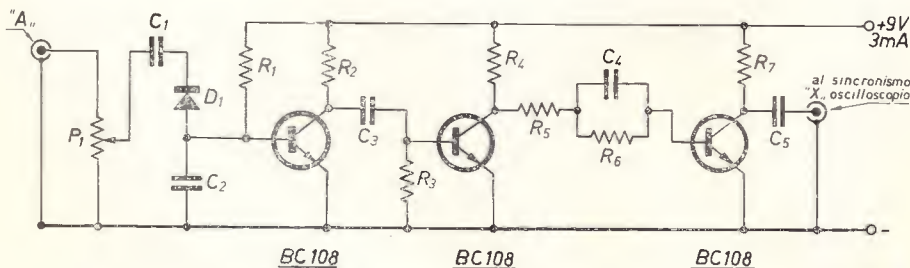 "A„
C1
P1
D1
C2
R1
R2
C3
R3
R4
R5
C4
R6
R7
C5
+9V
3mA
al sincronismo
"X„ oscilloscopio
-
BC108
BC108
BC108